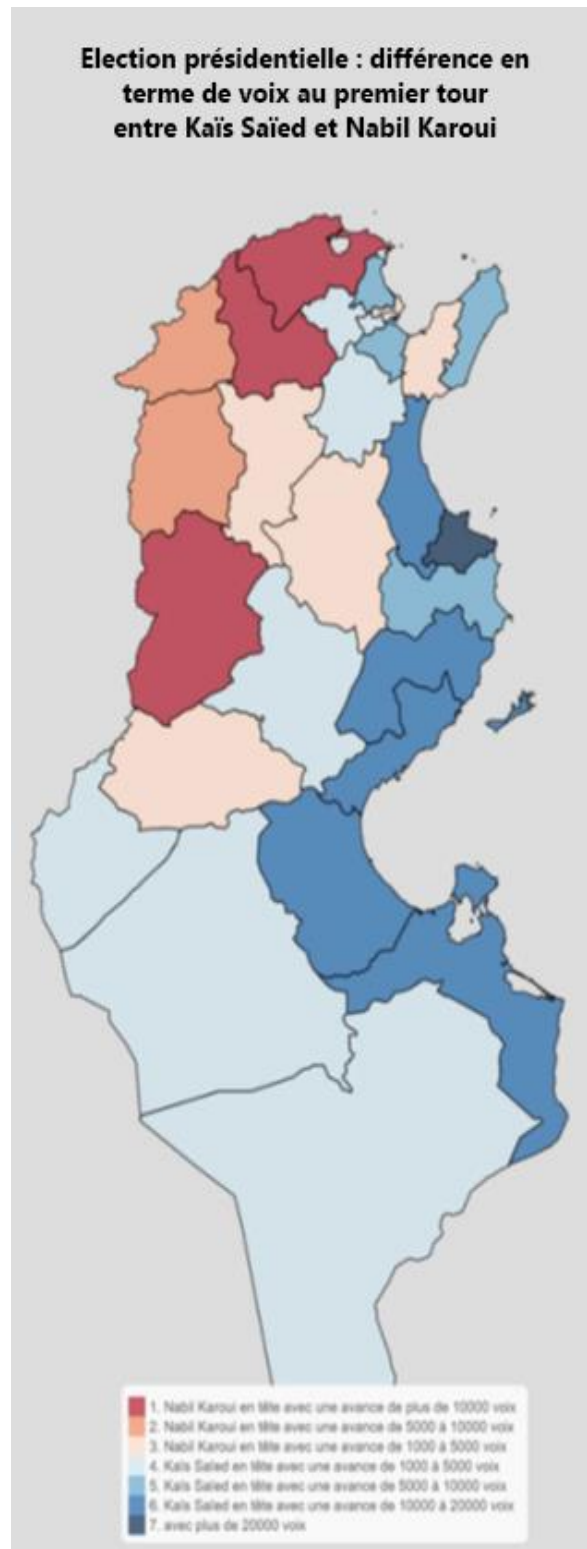 Election présidentielle : différence en
terme de voix au premier tour
entre Kaïs Saïed et Nabil Karoui
1. Nabil Karoui en tête avec une avance de plus de 10000 voix
2. Nabil Karoui en tête avec une avance de 5000 à 10000 voix
3. Nabil Karoui en tête avec une avance de 1000 à 5000 voix
4. Kaïs Saïed en tête avec une avance de 1000 à 5000 voix
5. Kaïs Saïed en tête avec une avance de 5000 à 10000 voix
6. Kaïs Saïed en tête avec une avance de 10000 à 20000 voix
7. avec plus de 20000 voix